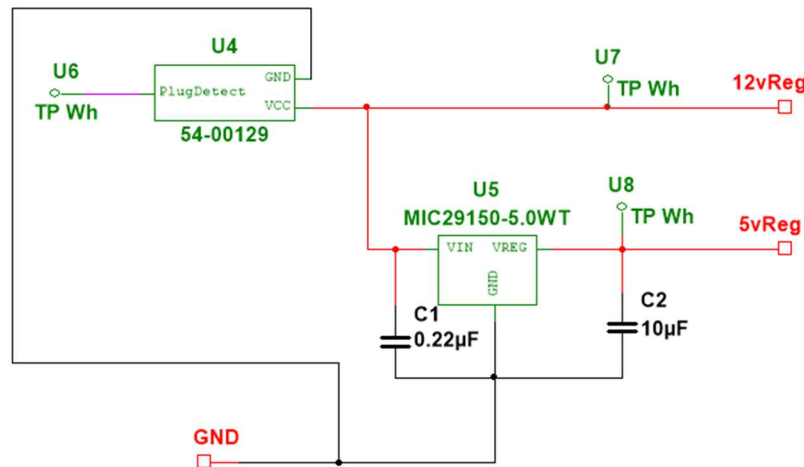 U4
U6
PlugDetect
GND
VCC
TP Wh
54-00129
U7
TP Wh
12vReg
U5
MIC29150-5.0WT
VIN VREG
GND
U8
TP Wh
5vReg
C1
0.22µF
C2
10µF
GND